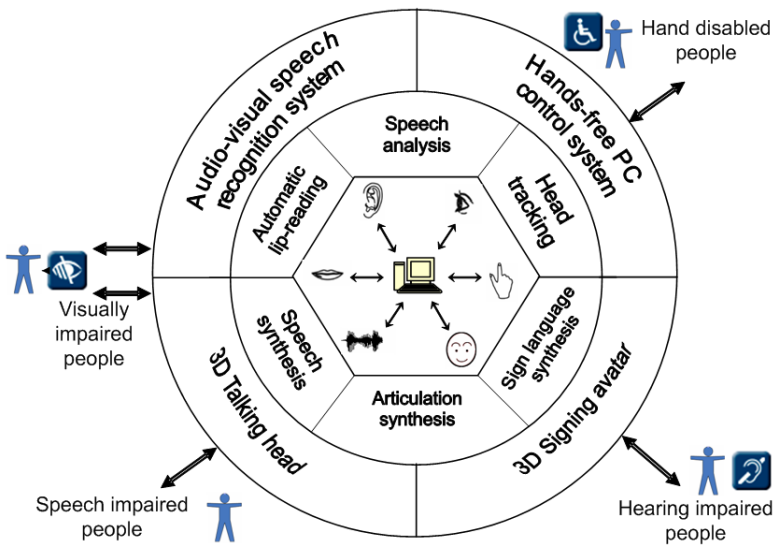 Audio-visual speech
recognition system
Hands-free PC
control system
Hand disabled
people
Speech
analysis
Automatic
lip-reading
Head
tracking
Visually
impaired
people
Speech
synthesis
Sign language
synthesis
Articulation
synthesis
3D Talking head
3D Signing avatar
Speech impaired
people
Hearing impaired
people